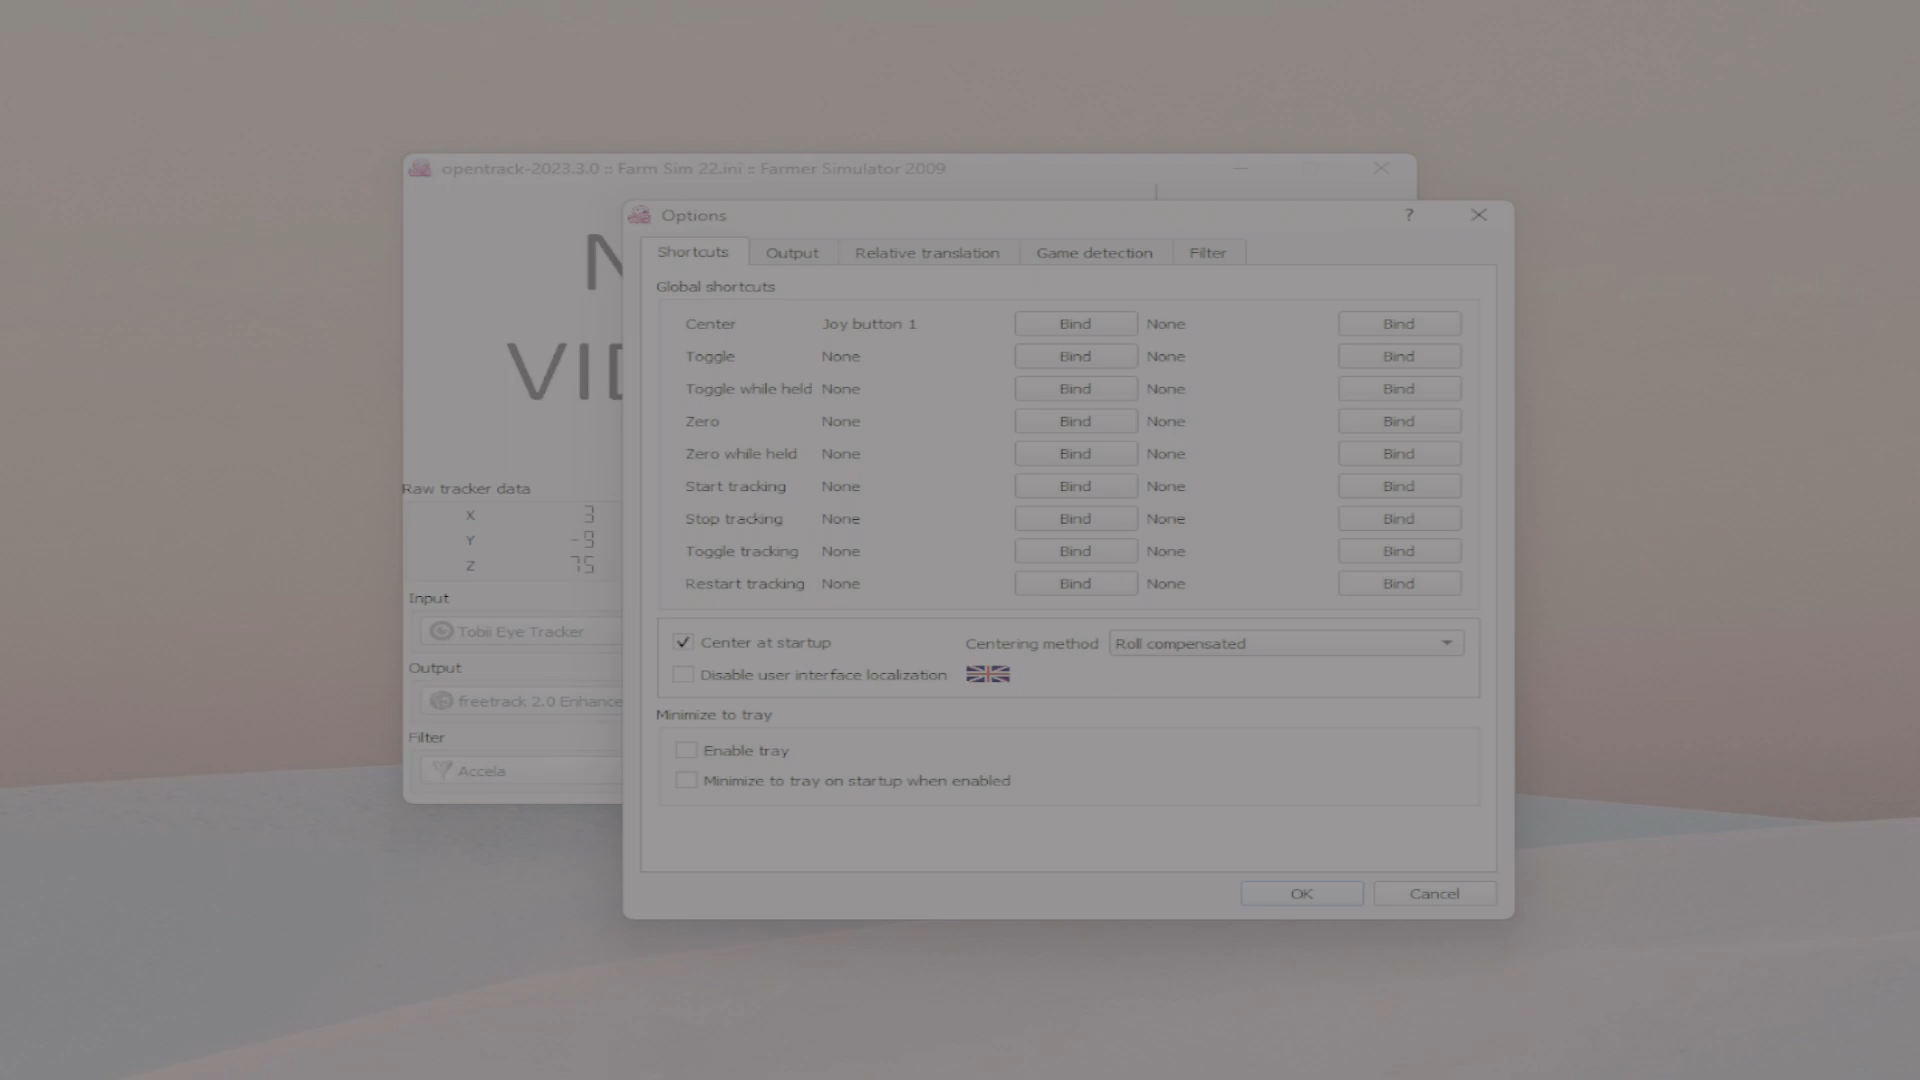 opentrack-2023.3.0 :: Farm Sim 22.ini :: Farmer Simulator 2009
Options
?
Shortcuts Output Relative translation Game detection Filter
Global shortcuts
Center Joy button 1 Bind None Bind
Toggle None Bind None Bind
Toggle while held None Bind None Bind
Zero None Bind None Bind
Zero while held None Bind None Bind
Start tracking None Bind None Bind
Stop tracking None Bind None Bind
Toggle tracking None Bind None Bind
Restart tracking None Bind None Bind
Center at startup Centering method Roll compensated
Disable user interface localization
Minimize to tray
Enable tray
Minimize to tray on startup when enabled
OK Cancel
Raw tracker data
X 3
Y -9
Z 75
Input
Tobii Eye Tracker
Output
freetrack 2.0 Enhance
Filter
Accela